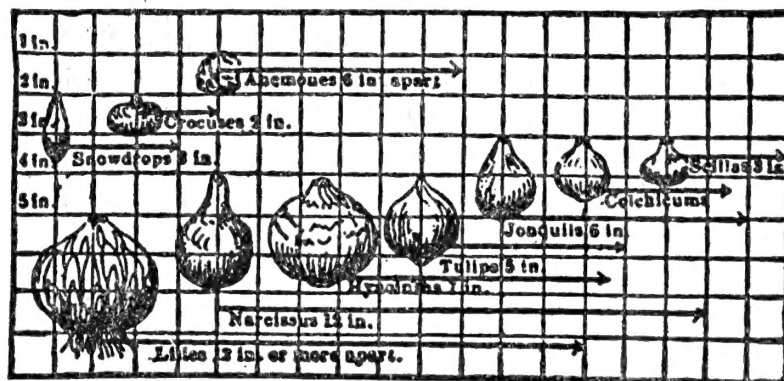 1 in.
2 in.
Anemones 6 in apart
3 in.
Crocuses 2 in.
4 in.
Snowdrops 3 in.
Scillas 3 in.
Colchicums
5 in.
Jonquils 6 in.
Tulips 5 in.
Hyacinths in.
Narcissus 12 in.
Lilies 12 in. or more apart.